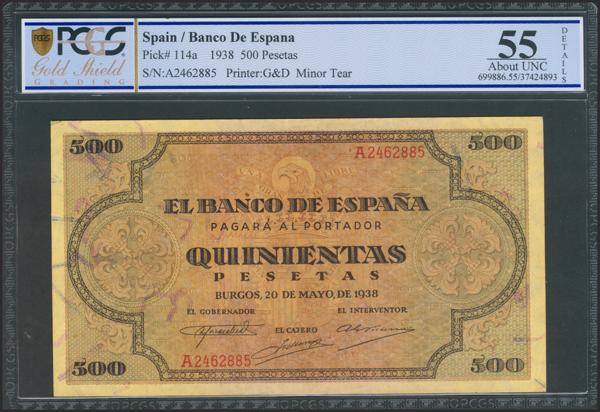 PCGS
PCGS
Gold Shield
GRADING
Spain / Banco De Espana
Pick# 114a 1938 500 Pesetas
S/N:A2462885 Printer:G&D Minor Tear
55
About UNC
699886.55/37424893
DETAILS
500
500
A2462885
EL BANCO DE ESPAÑA
PAGARÁ AL PORTADOR
QUINIENTAS
PESETAS
BURGOS, 20 DE MAYO, DE 1938
EL GOBERNADOR
EL INTERVENTOR
EL CAJERO
A2462885
500
500